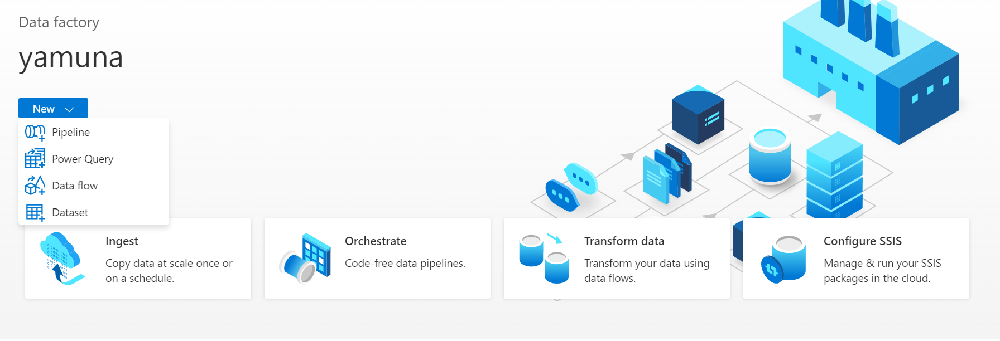 Data factory
yamuna
New
Pipeline
Power Query
Data flow
Dataset
Ingest
Copy data at scale once or
on a schedule.
Orchestrate
Code-free data pipelines.
Transform data
Transform your data using
data flows.
Configure SSIS
Manage & run your SSIS
packages in the cloud.